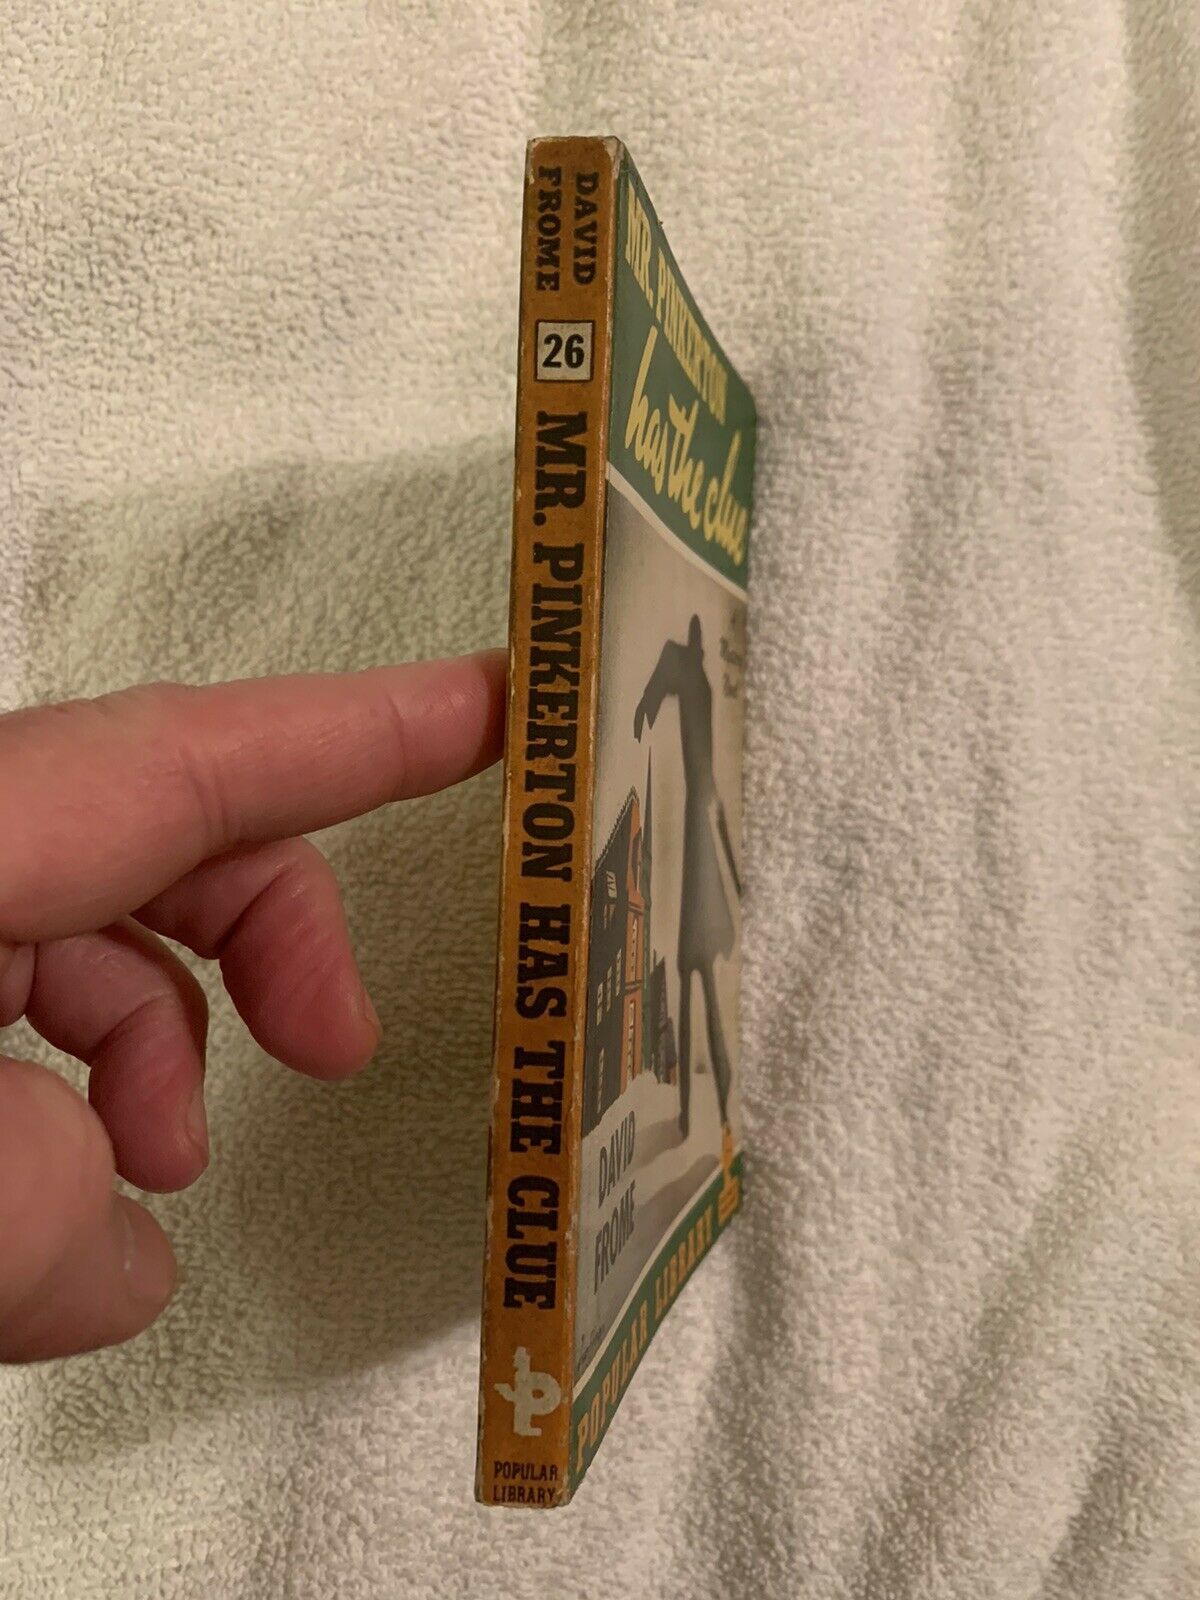 DAVID
FROME
26
MR. PINKERTON HAS THE CLUE
POPULAR
LIBRARY
MR. PINKERTON
has the clue
DAVID
FROME
POPULAR LIBRARY